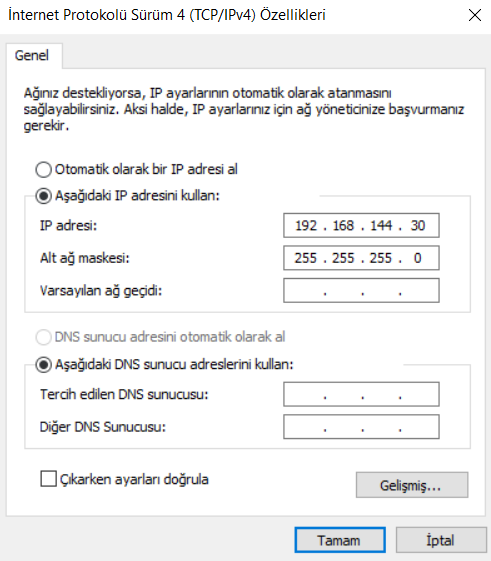 İnternet Protokolü Sürüm 4 (TCP/IPv4) Özellikleri
Genel
Ağınız destekliyorsa, IP ayarlarının otomatik olarak atanmasını
sağlayabilirsiniz. Aksi halde, IP ayarlarınız için ağ yöneticinize başvurmanız
gerekir.
Otomatik olarak bir IP adresi al
Aşağıdaki IP adresini kullan:
IP adresi: 192 . 168 . 144 . 30
Alt ağ maskesi: 255 . 255 . 255 . 0
Varsayılan ağ geçidi: . . .
DNS sunucu adresini otomatik olarak al
Aşağıdaki DNS sunucu adreslerini kullan:
Tercih edilen DNS sunucusu: . . .
Diğer DNS Sunucusu: . . .
Çıkarken ayarları doğrula
Gelişmiş...
Tamam İptal